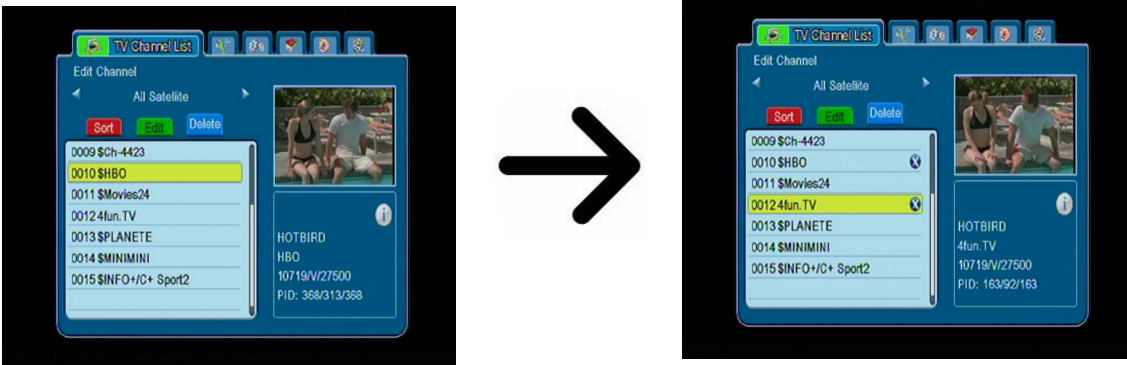 TV Channel List
Edit Channel
All Satellite
Sort Edit Delete
0009 $Ch-4423
0010 $HBO
0011 $Movies24
0012 4fun.TV
0013 $PLANETE
0014 $MINIMINI
0015 $INFO+/C+ Sport2
HOTBIRD
HBO
10719/V/27500
PID: 368/313/368
TV Channel List
Edit Channel
All Satellite
Sort Edit Delete
0009 $Ch-4423
0010 $HBO
0011 $Movies24
0012 4fun.TV
0013 $PLANETE
0014 $MINIMINI
0015 $INFO+/C+ Sport2
HOTBIRD
4fun.TV
10719/V/27500
PID: 163/92/163